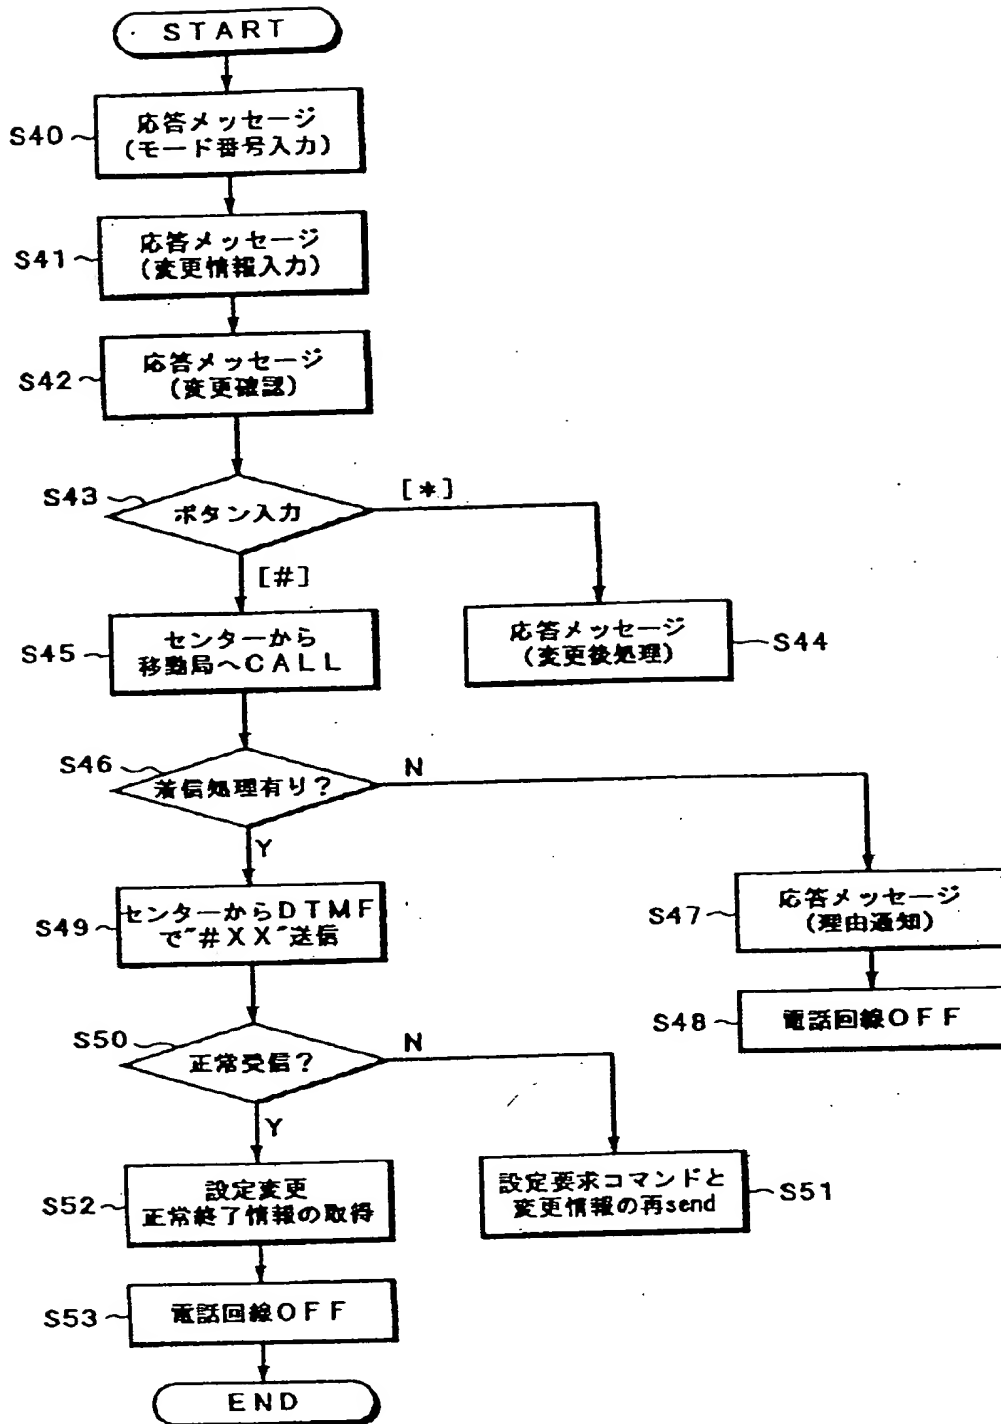 START
S40
応答メッセージ
(モード番号入力)
S41
応答メッセージ
(変更情報入力)
S42
応答メッセージ
(変更確認)
S43
ボタン入力
[*]
[#]
S44
応答メッセージ
(変更後処理)
S45
センターから
移動局へCALL
S46
着信処理有り?
N
Y
S47
応答メッセージ
(理由通知)
S48
電話回線OFF
S49
センターからDTMF
で"#XX"送信
S50
正常受信?
N
Y
S51
設定要求コマンドと
変更情報の再send
S52
設定変更
正常終了情報の取得
S53
電話回線OFF
END